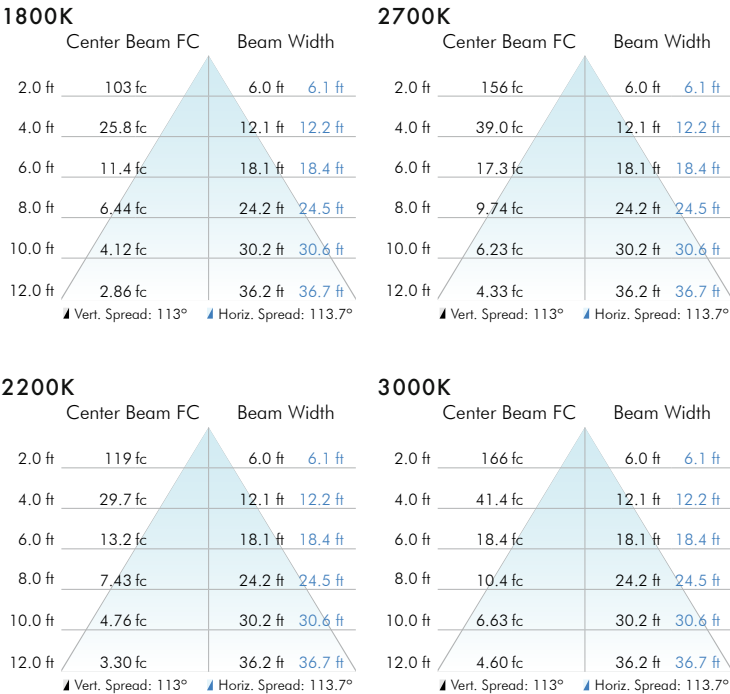 1800K
Center Beam FC Beam Width
2.0 ft 103 fc 6.0 ft 6.1 ft
4.0 ft 25.8 fc 12.1 ft 12.2 ft
6.0 ft 11.4 fc 18.1 ft 18.4 ft
8.0 ft 6.44 fc 24.2 ft 24.5 ft
10.0 ft 4.12 fc 30.2 ft 30.6 ft
12.0 ft 2.86 fc 36.2 ft 36.7 ft
Vert. Spread: 113º Horiz. Spread: 113.7º
2700K
Center Beam FC Beam Width
2.0 ft 156 fc 6.0 ft 6.1 ft
4.0 ft 39.0 fc 12.1 ft 12.2 ft
6.0 ft 17.3 fc 18.1 ft 18.4 ft
8.0 ft 9.74 fc 24.2 ft 24.5 ft
10.0 ft 6.23 fc 30.2 ft 30.6 ft
12.0 ft 4.33 fc 36.2 ft 36.7 ft
Vert. Spread: 113º Horiz. Spread: 113.7º
2200K
Center Beam FC Beam Width
2.0 ft 119 fc 6.0 ft 6.1 ft
4.0 ft 29.7 fc 12.1 ft 12.2 ft
6.0 ft 13.2 fc 18.1 ft 18.4 ft
8.0 ft 7.43 fc 24.2 ft 24.5 ft
10.0 ft 4.76 fc 30.2 ft 30.6 ft
12.0 ft 3.30 fc 36.2 ft 36.7 ft
Vert. Spread: 113º Horiz. Spread: 113.7º
3000K
Center Beam FC Beam Width
2.0 ft 166 fc 6.0 ft 6.1 ft
4.0 ft 41.4 fc 12.1 ft 12.2 ft
6.0 ft 18.4 fc 18.1 ft 18.4 ft
8.0 ft 10.4 fc 24.2 ft 24.5 ft
10.0 ft 6.63 fc 30.2 ft 30.6 ft
12.0 ft 4.60 fc 36.2 ft 36.7 ft
Vert. Spread: 113º Horiz. Spread: 113.7º